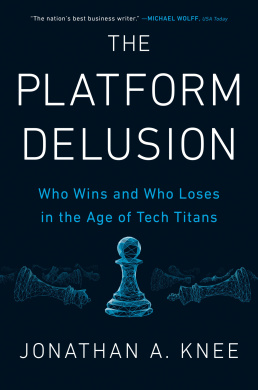 "The nation's best business writer." —MICHAEL WOLFF, USA Today
THE
PLATFORM
DELUSION
Who Wins and Who Loses
in the Age of Tech Titans
JONATHAN A. KNEE